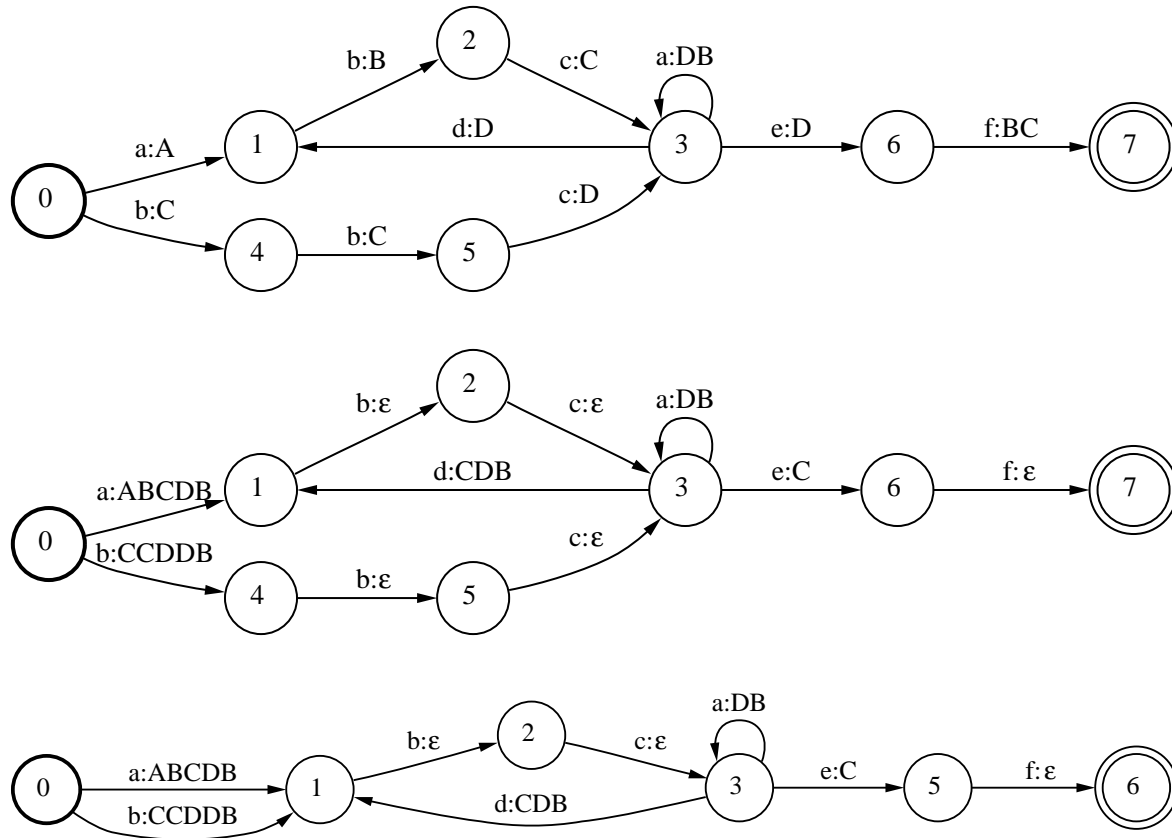 2
b:B
c:C
a:DB
a:A
1
d:D
3
e:D
6
f:BC
7
0
b:C
4
b:C
5
c:D
2
b:ε
c:ε
a:DB
a:ABCDB
1
d:CDB
3
e:C
6
f:ε
7
0
b:CCDDB
4
b:ε
5
c:ε
a:DB
2
b:ε
c:ε
0
a:ABCDB
1
3
e:C
5
f:ε
6
d:CDB
b:CCDDB